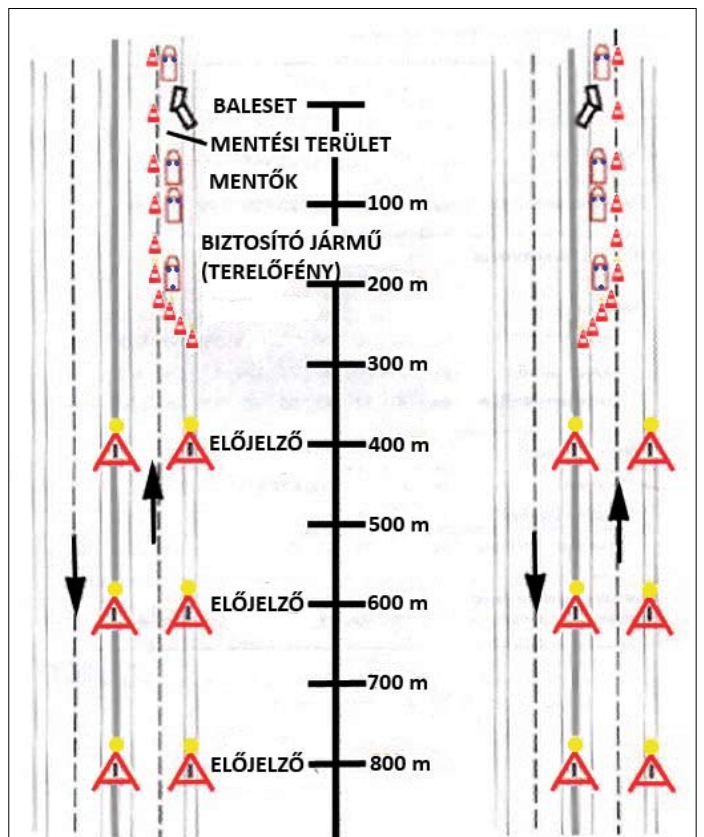 BALESET
MENTÉSI TERÜLET
MENTŐK
100 m
BIZTOSÍTÓ JÁRMŰ
(TERELŐFÉNY)
200 m
300 m
ELŐJELZŐ 400 m
500 m
ELŐJELZŐ 600 m
700 m
ELŐJELZŐ 800 m